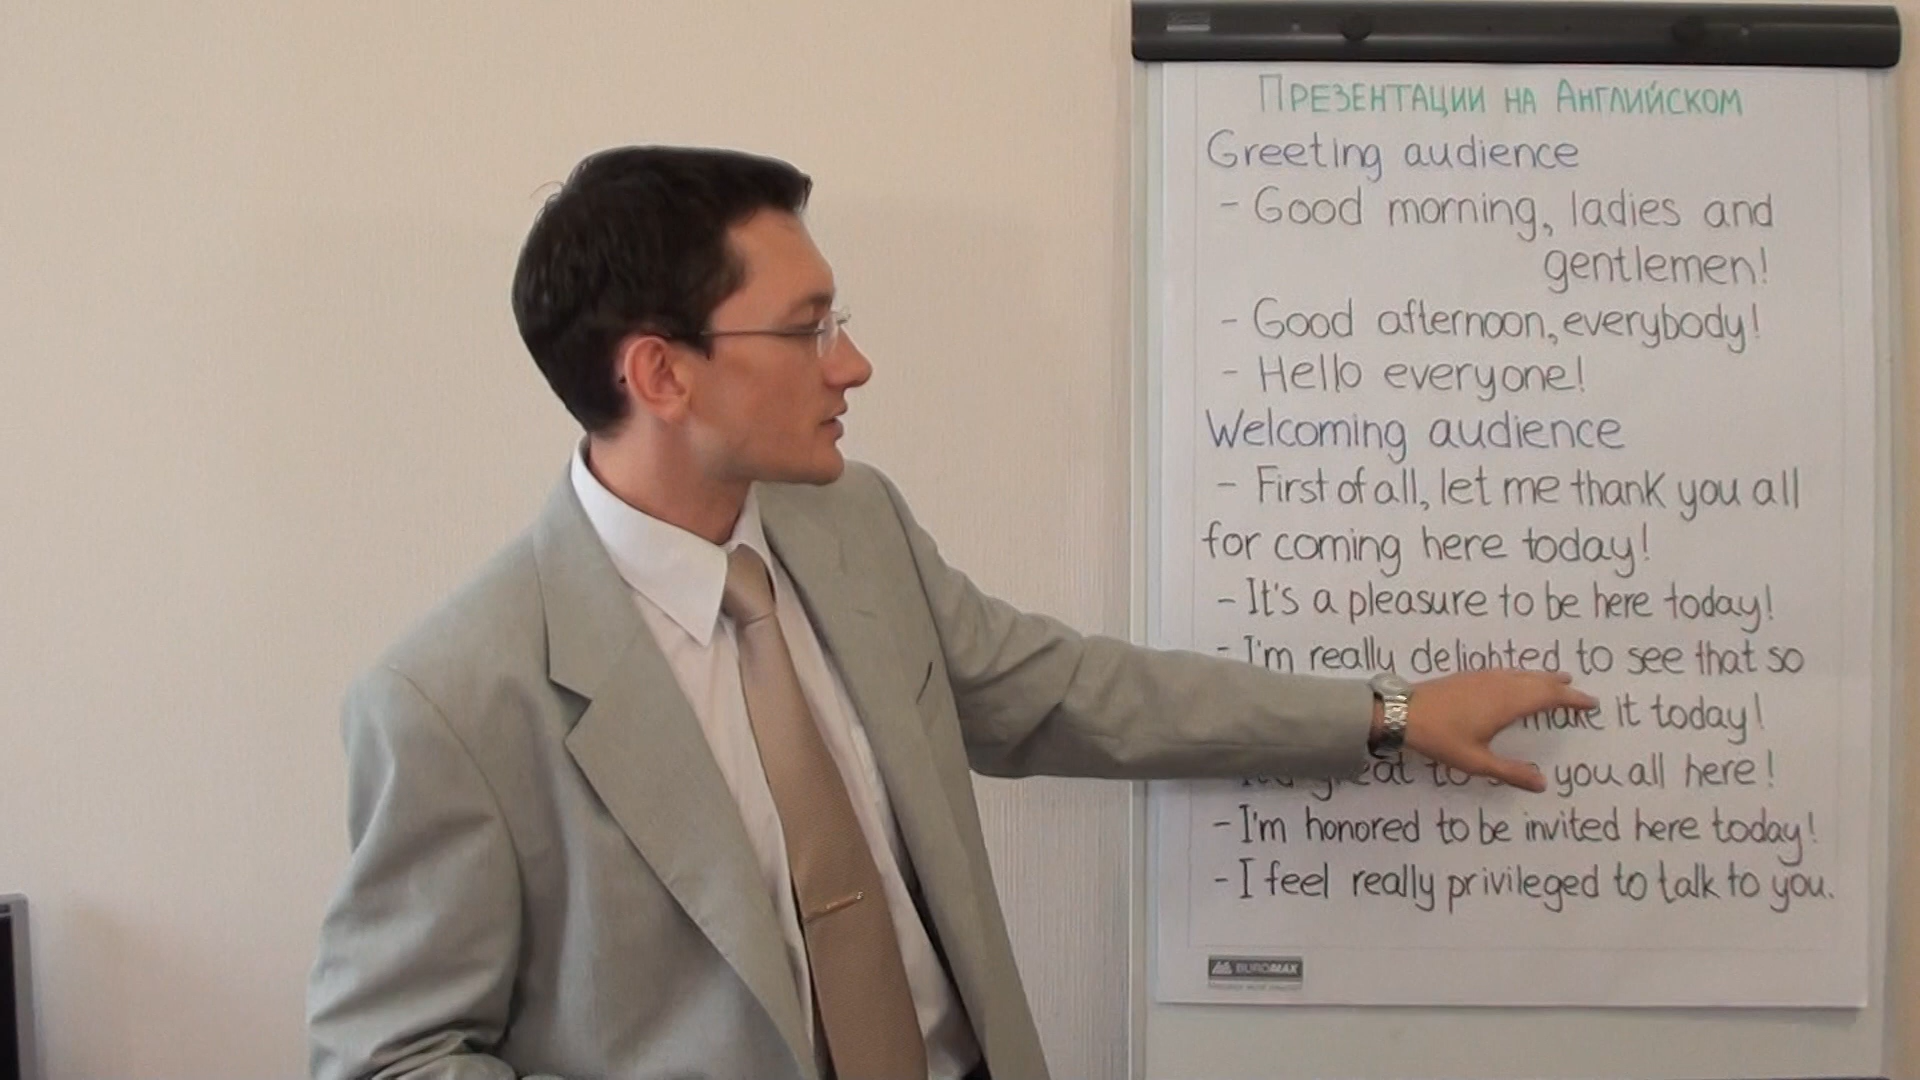 ПРЕЗЕНТАЦИИ НА АНГЛИЙСКОМ
Greeting audience
- Good morning, ladies and
gentlemen!
- Good afternoon, everybody!
- Hello everyone!
Welcoming audience
- First of all, let me thank you all
for coming here today!
- It's a pleasure to be here today!
- I'm really delighted to see that so
make it today!
great to you all here!
- I'm honored to be invited here today!
- I feel really privileged to talk to you.
BUROMAX